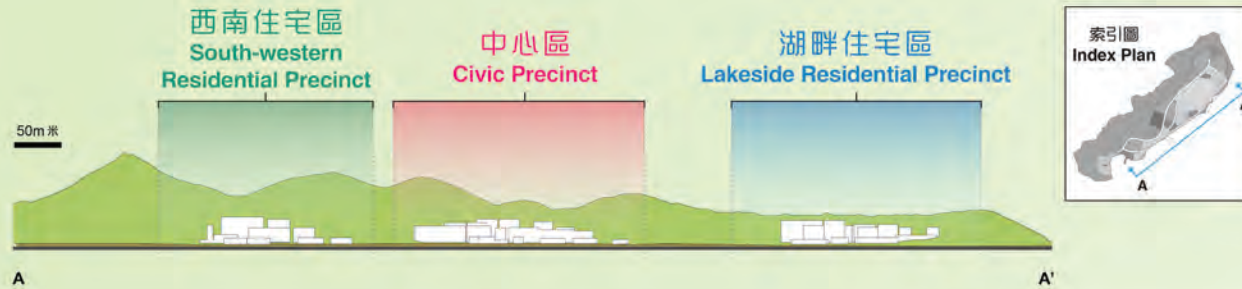 西南住宅區
South-western
Residential Precinct
中心區
Civic Precinct
湖畔住宅區
Lakeside Residential Precinct
索引圖
Index Plan
50m 米
A
A
A'